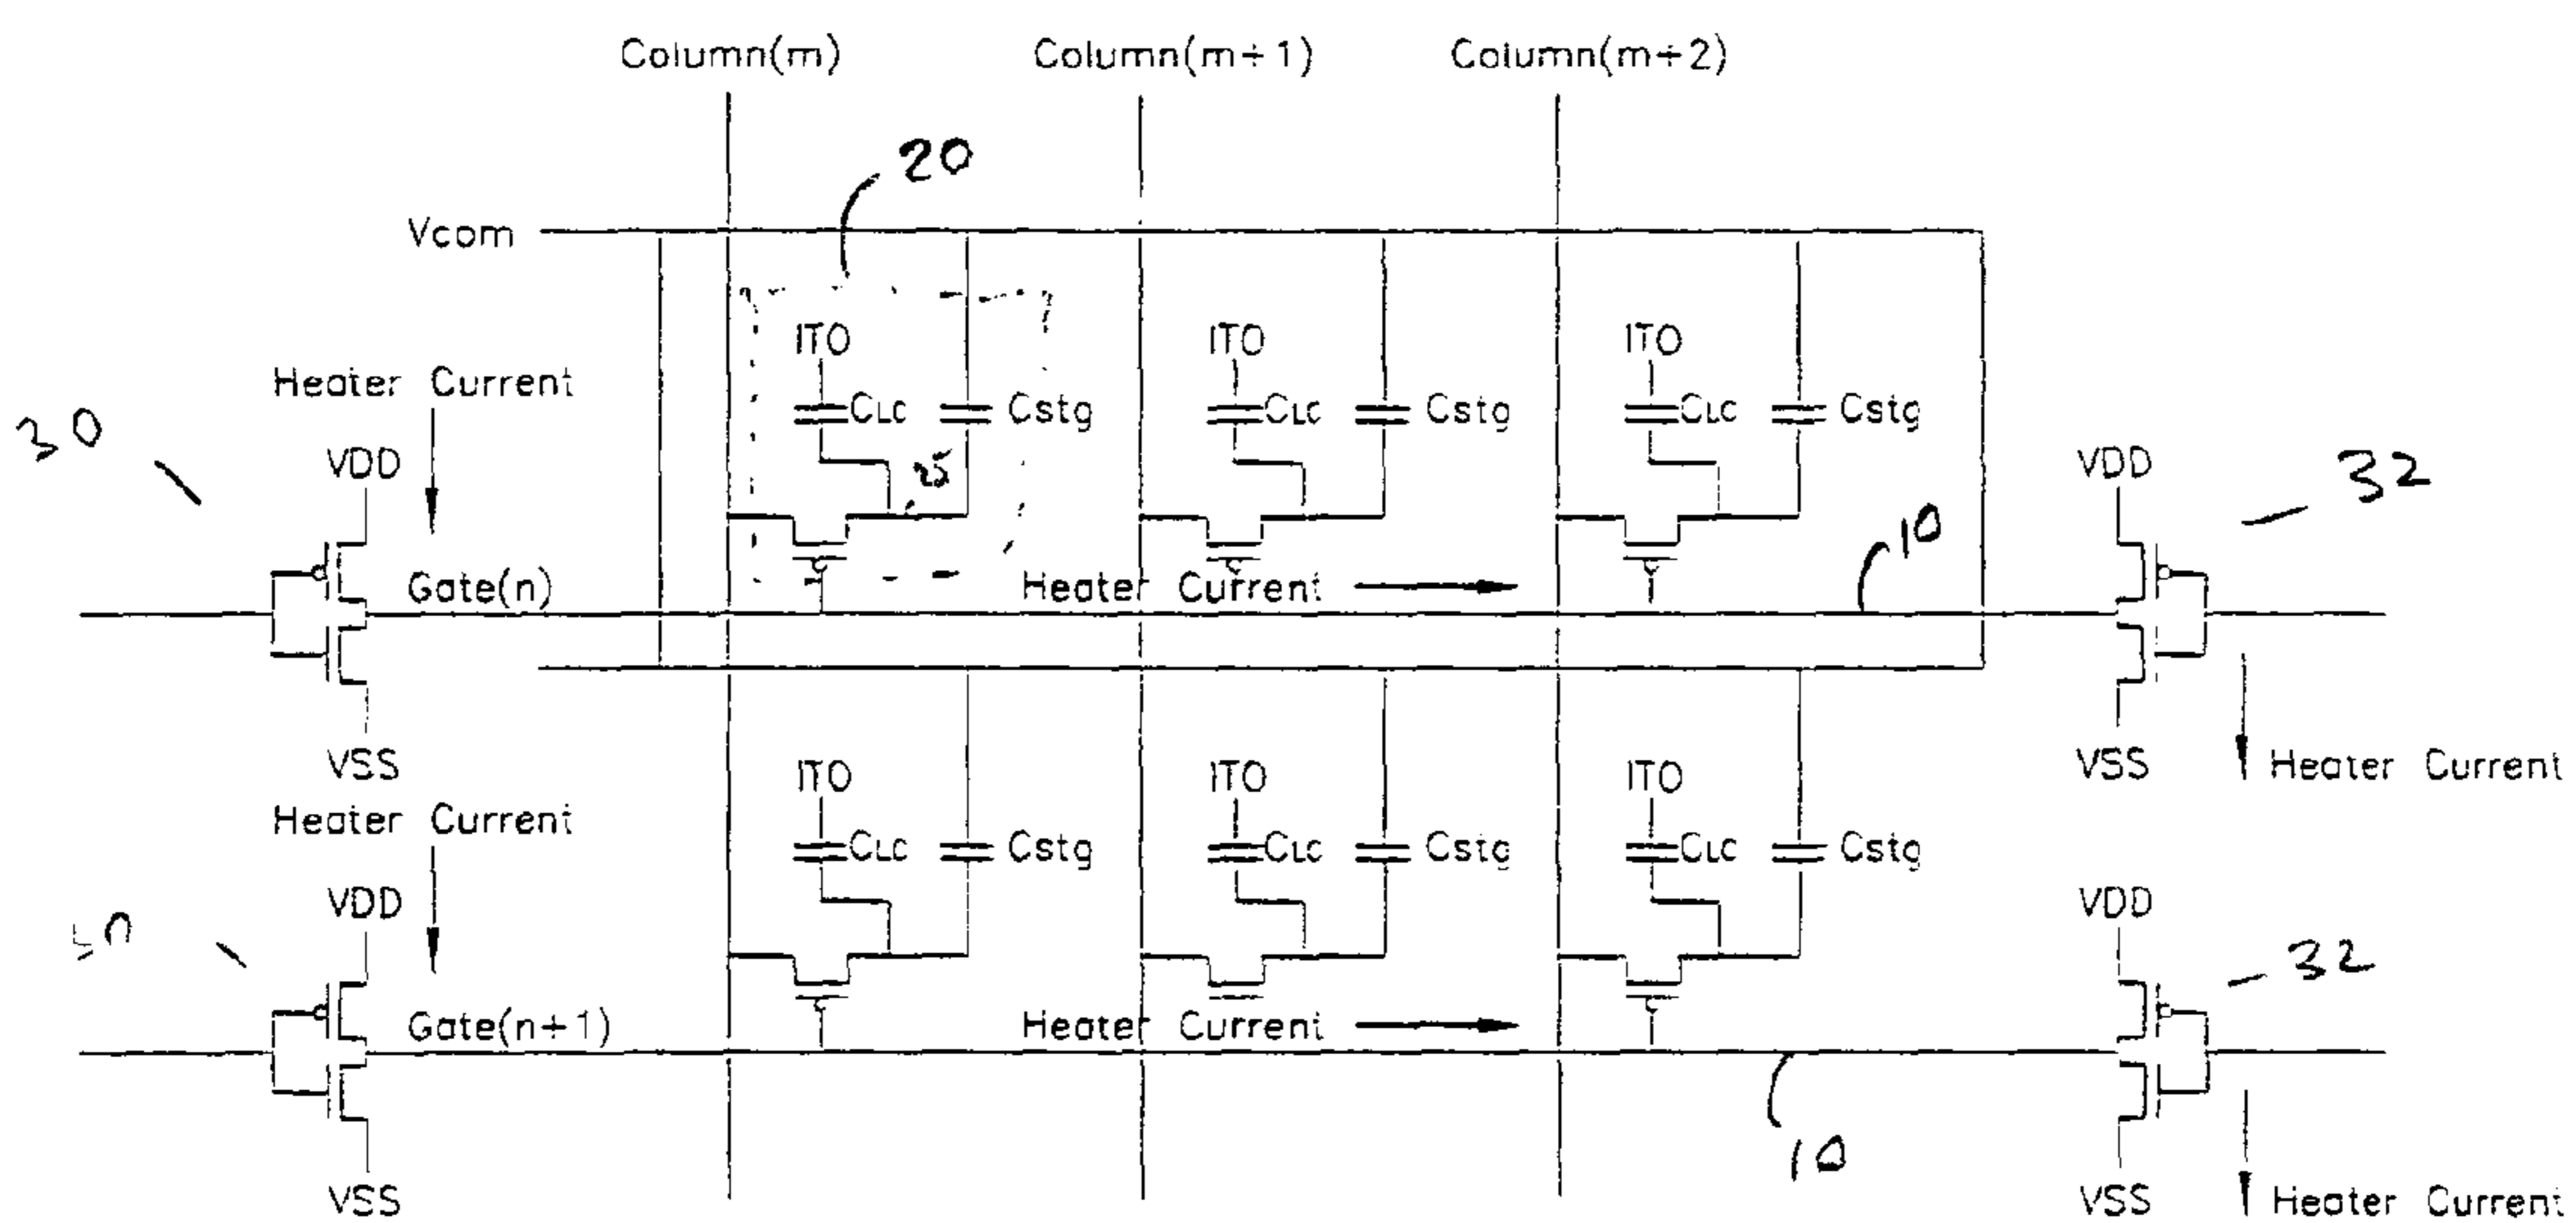 Column(m) Column(m+1) Column(m+2)
20
Vcom
ITO ITO ITO
Heater Current
30
CLC Cstg CLC Cstg CLC Cstg
VDD 25 VDD 32
10
Gate(n) Heater Current
VSS VSS Heater Current
ITO ITO ITO
Heater Current
CLC Cstg CLC Cstg CLC Cstg
VDD VDD
32
Gate(n+1) Heater Current
10
VSS VSS Heater Current